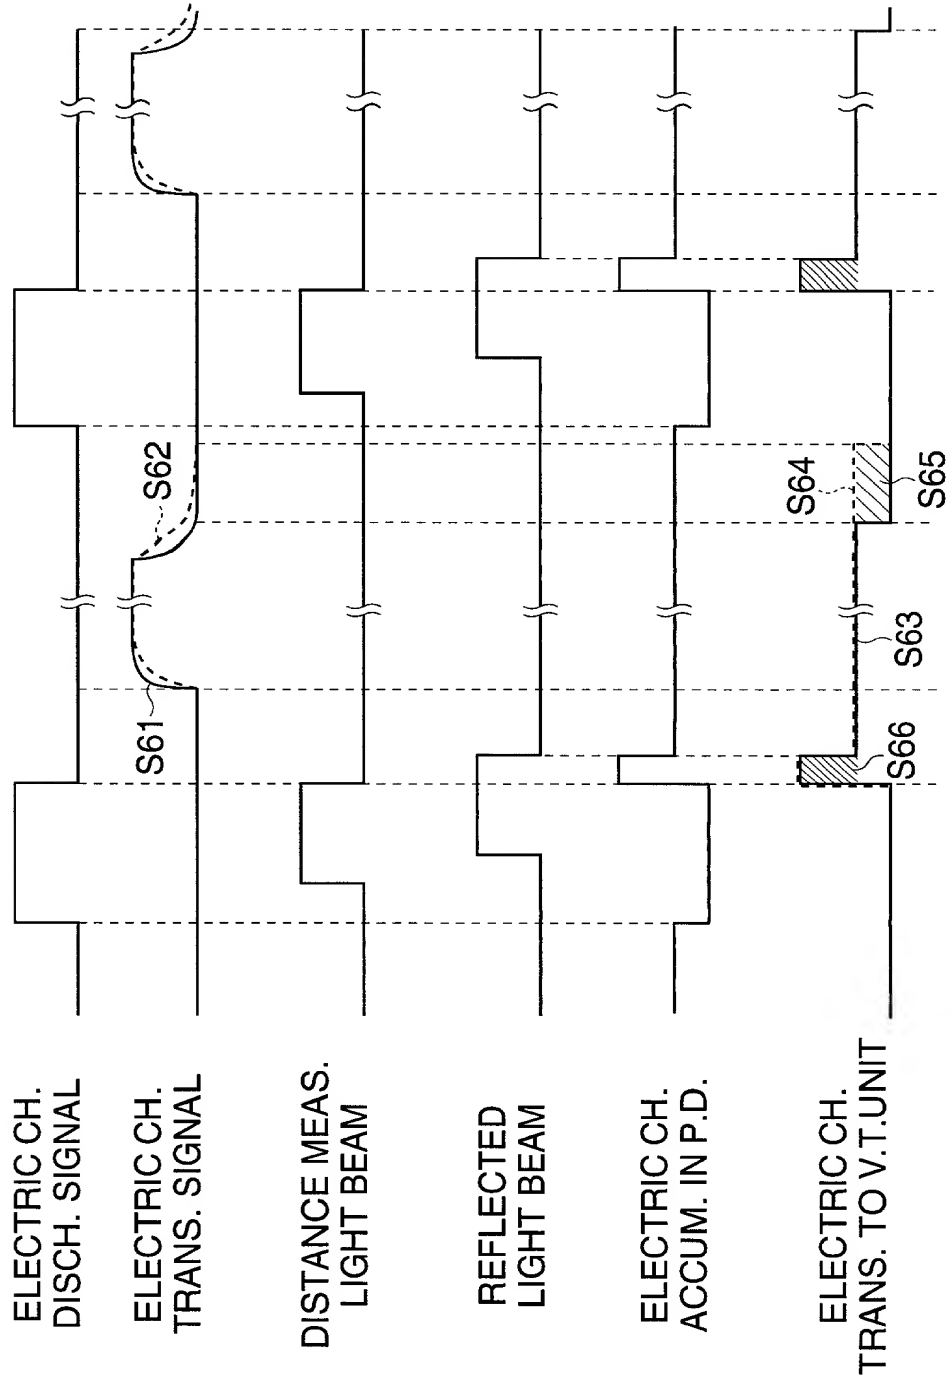 ELECTRIC CH.
DISCH. SIGNAL
ELECTRIC CH.
TRANS. SIGNAL
S61
S62
DISTANCE MEAS.
LIGHT BEAM
REFLECTED
LIGHT BEAM
ELECTRIC CH.
ACCUM. IN P.D.
ELECTRIC CH.
TRANS. TO V.T.UNIT
S66
S63
S64
S65